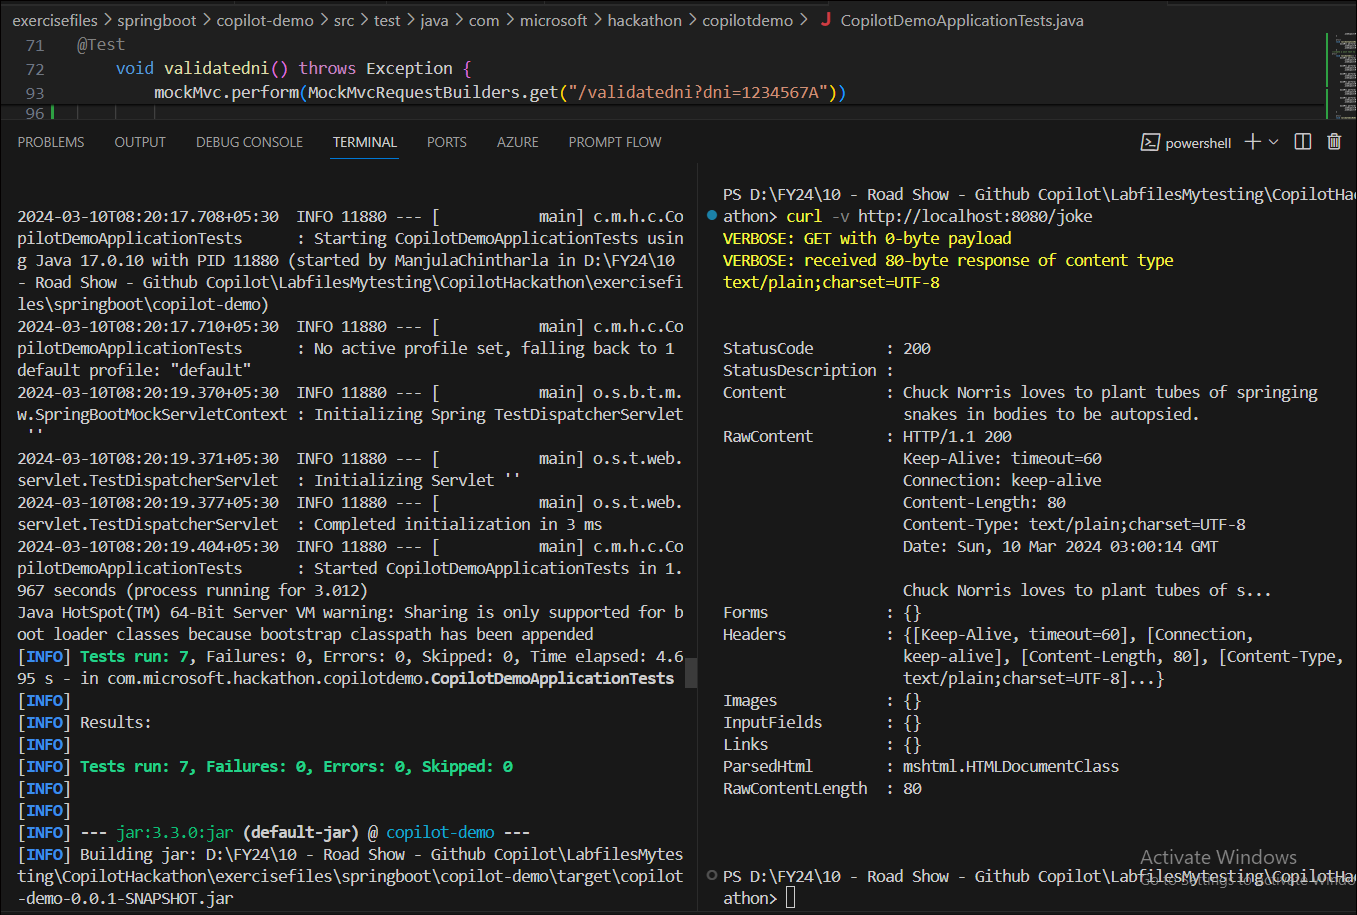 exercisefiles > springboot > copilot-demo > src > test > java > com > microsoft > hackathon > copilotdemo > J CopilotDemoApplicationTests.java
71 @Test
72 void validatedni() throws Exception {
93 mockMvc.perform(MockMvcRequestBuilders.get("/validatedni?dni=1234567A"))
96
PROBLEMS OUTPUT DEBUG CONSOLE TERMINAL PORTS AZURE PROMPT FLOW powershell
2024-03-10T08:20:17.708+05:30  INFO 11880 --- [           main] c.m.h.c.Co
pilotDemoApplicationTests      : Starting CopilotDemoApplicationTests usin
g Java 17.0.10 with PID 11880 (started by ManjulaChintharla in D:\FY24\10
- Road Show - Github Copilot\LabfilesMytesting\CopilotHackathon\exercisefi
les\springboot\copilot-demo)
2024-03-10T08:20:17.710+05:30  INFO 11880 --- [           main] c.m.h.c.Co
pilotDemoApplicationTests      : No active profile set, falling back to 1
default profile: "default"
2024-03-10T08:20:19.370+05:30  INFO 11880 --- [           main] o.s.b.t.m.
w.SpringBootMockServletContext : Initializing Spring TestDispatcherServlet
''
2024-03-10T08:20:19.371+05:30  INFO 11880 --- [           main] o.s.t.web.
servlet.TestDispatcherServlet  : Initializing Servlet ''
2024-03-10T08:20:19.377+05:30  INFO 11880 --- [           main] o.s.t.web.
servlet.TestDispatcherServlet  : Completed initialization in 3 ms
2024-03-10T08:20:19.404+05:30  INFO 11880 --- [           main] c.m.h.c.Co
pilotDemoApplicationTests      : Started CopilotDemoApplicationTests in 1.
967 seconds (process running for 3.012)
Java HotSpot(TM) 64-Bit Server VM warning: Sharing is only supported for b
oot loader classes because bootstrap classpath has been appended
[INFO] Tests run: 7, Failures: 0, Errors: 0, Skipped: 0, Time elapsed: 4.6
95 s - in com.microsoft.hackathon.copilotdemo.CopilotDemoApplicationTests
[INFO]
[INFO] Results:
[INFO]
[INFO] Tests run: 7, Failures: 0, Errors: 0, Skipped: 0
[INFO]
[INFO]
[INFO] --- jar:3.3.0:jar (default-jar) @ copilot-demo ---
[INFO] Building jar: D:\FY24\10 - Road Show - Github Copilot\LabfilesMytes
ting\CopilotHackathon\exercisefiles\springboot\copilot-demo\target\copilot
-demo-0.0.1-SNAPSHOT.jar
PS D:\FY24\10 - Road Show - Github Copilot\LabfilesMytesting\CopilotHac
athon> curl -v http://localhost:8080/joke
VERBOSE: GET with 0-byte payload
VERBOSE: received 80-byte response of content type
text/plain;charset=UTF-8
StatusCode        : 200
StatusDescription :
Content           : Chuck Norris loves to plant tubes of springing
snakes in bodies to be autopsied.
RawContent        : HTTP/1.1 200
Keep-Alive: timeout=60
Connection: keep-alive
Content-Length: 80
Content-Type: text/plain;charset=UTF-8
Date: Sun, 10 Mar 2024 03:00:14 GMT
Chuck Norris loves to plant tubes of s...
Forms             : {}
Headers           : {[Keep-Alive, timeout=60], [Connection,
keep-alive], [Content-Length, 80], [Content-Type,
text/plain;charset=UTF-8]...}
Images            : {}
InputFields       : {}
Links             : {}
ParsedHtml        : mshtml.HTMLDocumentClass
RawContentLength  : 80
Activate Windows
PS D:\FY24\10 - Road Show - Github Copilot\LabfilesMytesting\CopilotHac
Go to Settings to activate Windo
athon>